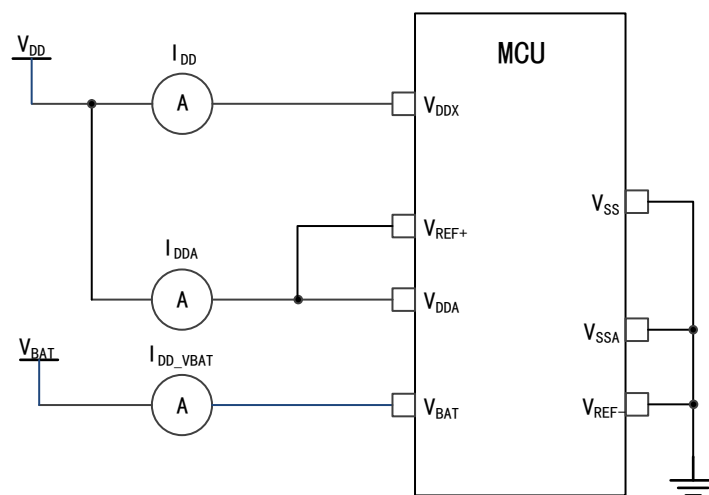 MCU
VDD
IDD
A
VDDX
VSS
VREF+
IDDA
A
VDDA
VSSA
VBAT
IDD_VBAT
A
VBAT
VREF-